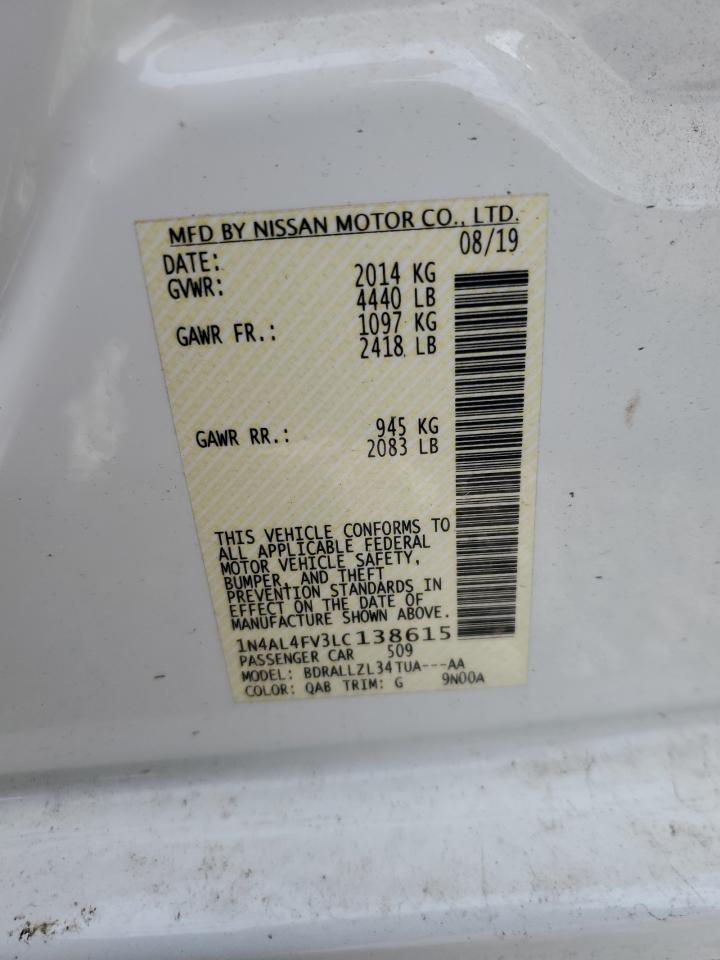 MFD BY NISSAN MOTOR CO., LTD.
DATE: 08/19
GVWR: 2014 KG
4440 LB
GAWR FR.: 1097 KG
2418 LB
GAWR RR.: 945 KG
2083 LB
THIS VEHICLE CONFORMS TO
ALL APPLICABLE FEDERAL
MOTOR VEHICLE SAFETY,
BUMPER, AND THEFT
PREVENTION STANDARDS IN
EFFECT ON THE DATE OF
MANUFACTURE SHOWN ABOVE.
1N4AL4FV3LC138615
PASSENGER CAR 509
MODEL: BDRALLZL34TUA---AA
COLOR: QAB TRIM: G 9N00A